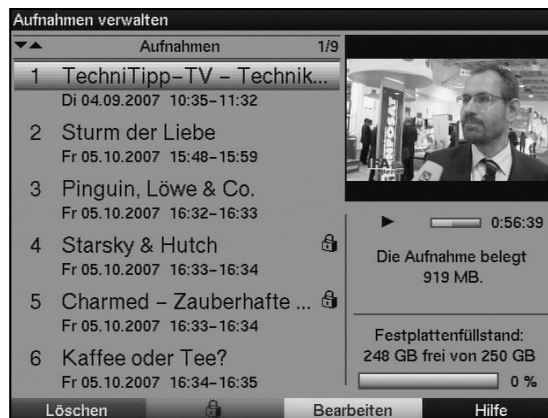 Aufnahmen verwalten
Aufnahmen 1/9
1 TechniTipp-TV - Technik...
Di 04.09.2007 10:35-11:32
2 Sturm der Liebe
Fr 05.10.2007 15:48-15:59
3 Pinguin, Löwe & Co.
Fr 05.10.2007 16:32-16:33
4 Starsky & Hutch
Fr 05.10.2007 16:33-16:34
5 Charmed - Zauberhafte ...
Fr 05.10.2007 16:33-16:34
6 Kaffee oder Tee?
Fr 05.10.2007 16:34-16:35
0:56:39
Die Aufnahme belegt
919 MB.
Festplattenfüllstand:
248 GB frei von 250 GB
0 %
Löschen Bearbeiten Hilfe